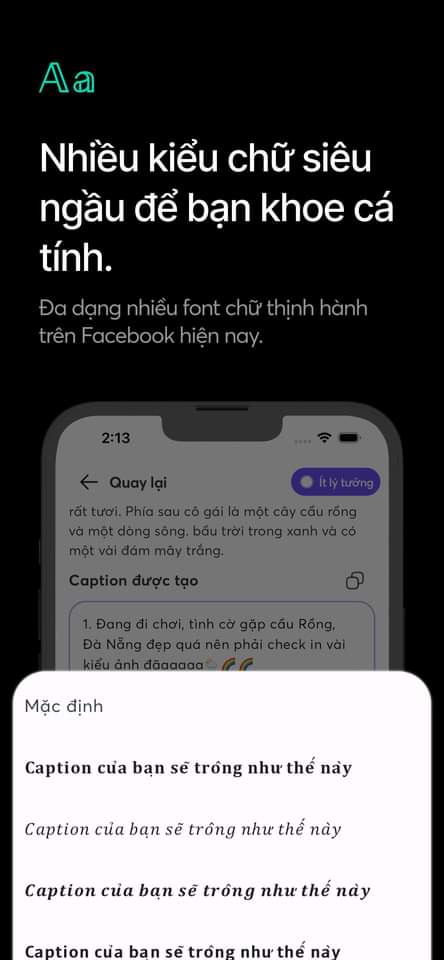 Aa
Nhiều kiểu chữ siêu
ngầu để bạn khoe cá
tính.
Đa dạng nhiều font chữ thịnh hành
trên Facebook hiện nay.
2:13
Quay lại
Ít lý tưởng
rất tươi. Phía sau cô gái là một cây cầu rồng
và một dòng sông. bầu trời trong xanh và có
một vài đám mây trắng.
Caption được tạo
1. Đang đi chơi, tình cờ gặp cầu Rồng,
Đà Nẵng đẹp quá nên phải check in vài
kiểu ảnh đãaaaaa🌦🌈🌈
Mặc định
Caption của bạn sẽ trông như thế này
Caption của bạn sẽ trông như thế này
Caption của bạn sẽ trông như thế này
Caption của bạn sẽ trông như thế này